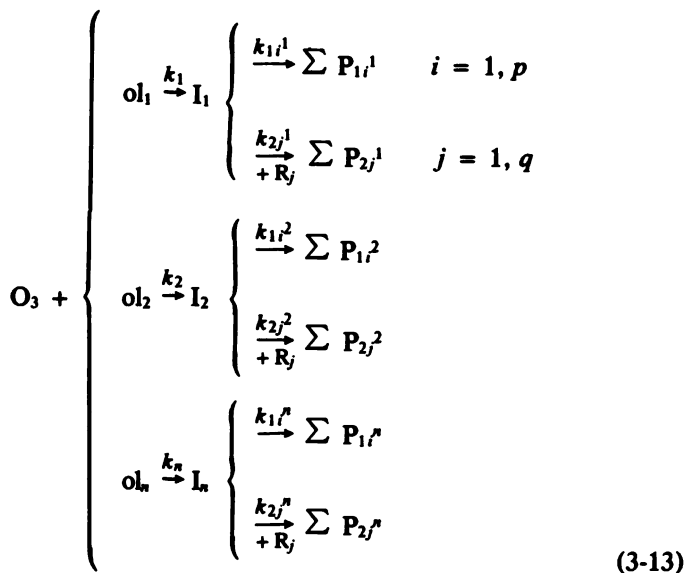 k₁ᵢ¹ → ∑ P₁ᵢ¹ i = 1, p
ol₁ k₁ → I₁
k₂ⱼ¹ → + Rⱼ ∑ P₂ⱼ¹ j = 1, q
k₁ᵢ² → ∑ P₁ᵢ²
O₃ + ol₂ k₂ → I₂
k₂ⱼ² → + Rⱼ ∑ P₂ⱼ²
k₁ᵢⁿ → ∑ P₁ᵢⁿ
olₙ kₙ → Iₙ
k₂ⱼⁿ → + Rⱼ ∑ P₂ⱼⁿ
(3-13)